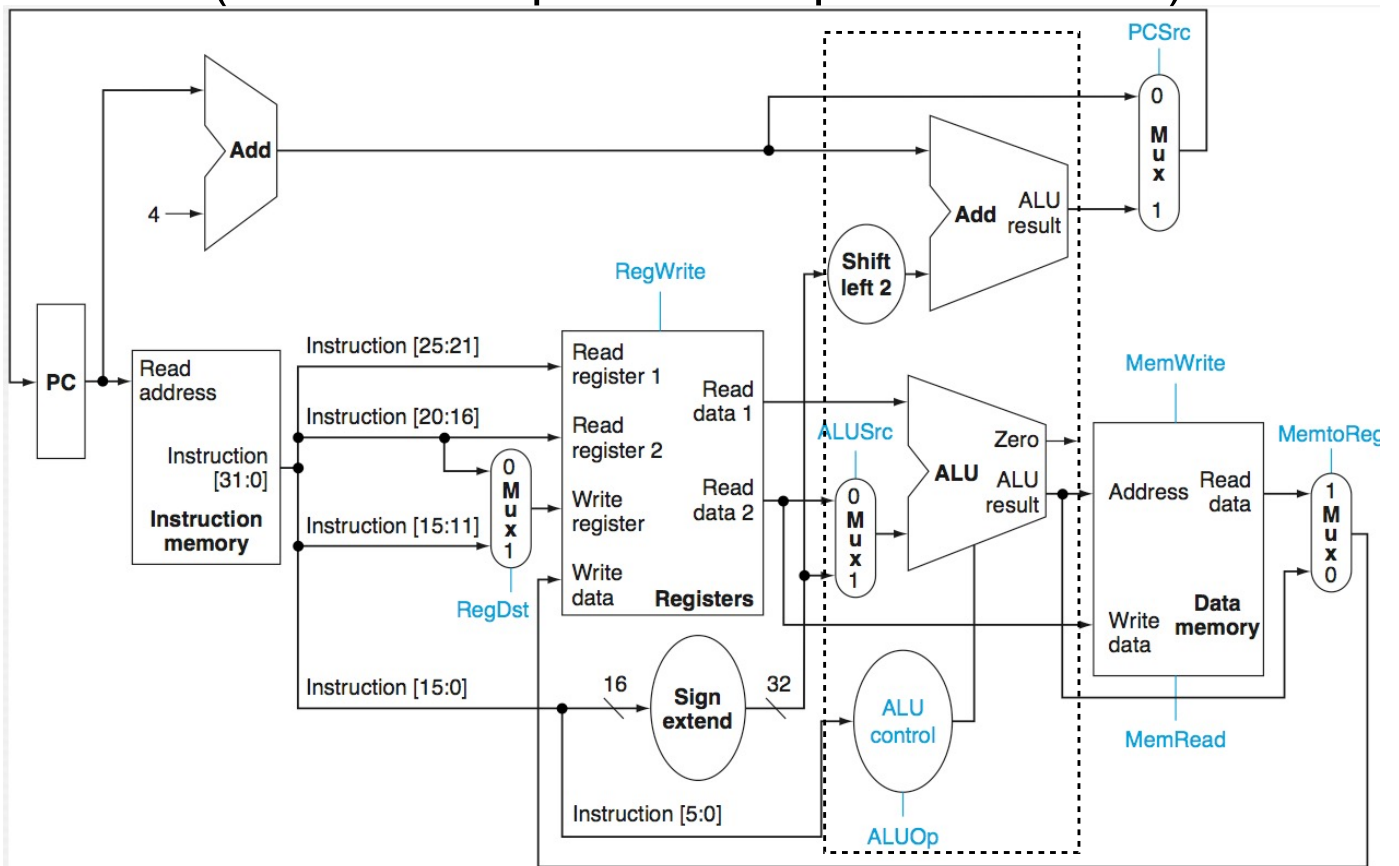 PCSrc
0
M
u
x
1
Add
4
Add
ALU
result
Shift
left 2
RegWrite
PC
Read
address
Instruction
[31:0]
Instruction
memory
Instruction [25:21]
Instruction [20:16]
Instruction [15:11]
0
M
u
x
1
RegDst
Read
register 1
Read
register 2
Write
register
Write
data
Read
data 1
Read
data 2
Registers
ALUSrc
0
M
u
x
1
Zero
ALU
ALU
result
MemWrite
Address
Read
data
Write
data
Data
memory
MemRead
MemtoReg
1
M
u
x
0
Instruction [15:0]
16
Sign
extend
32
ALU
control
ALUOp
Instruction [5:0]